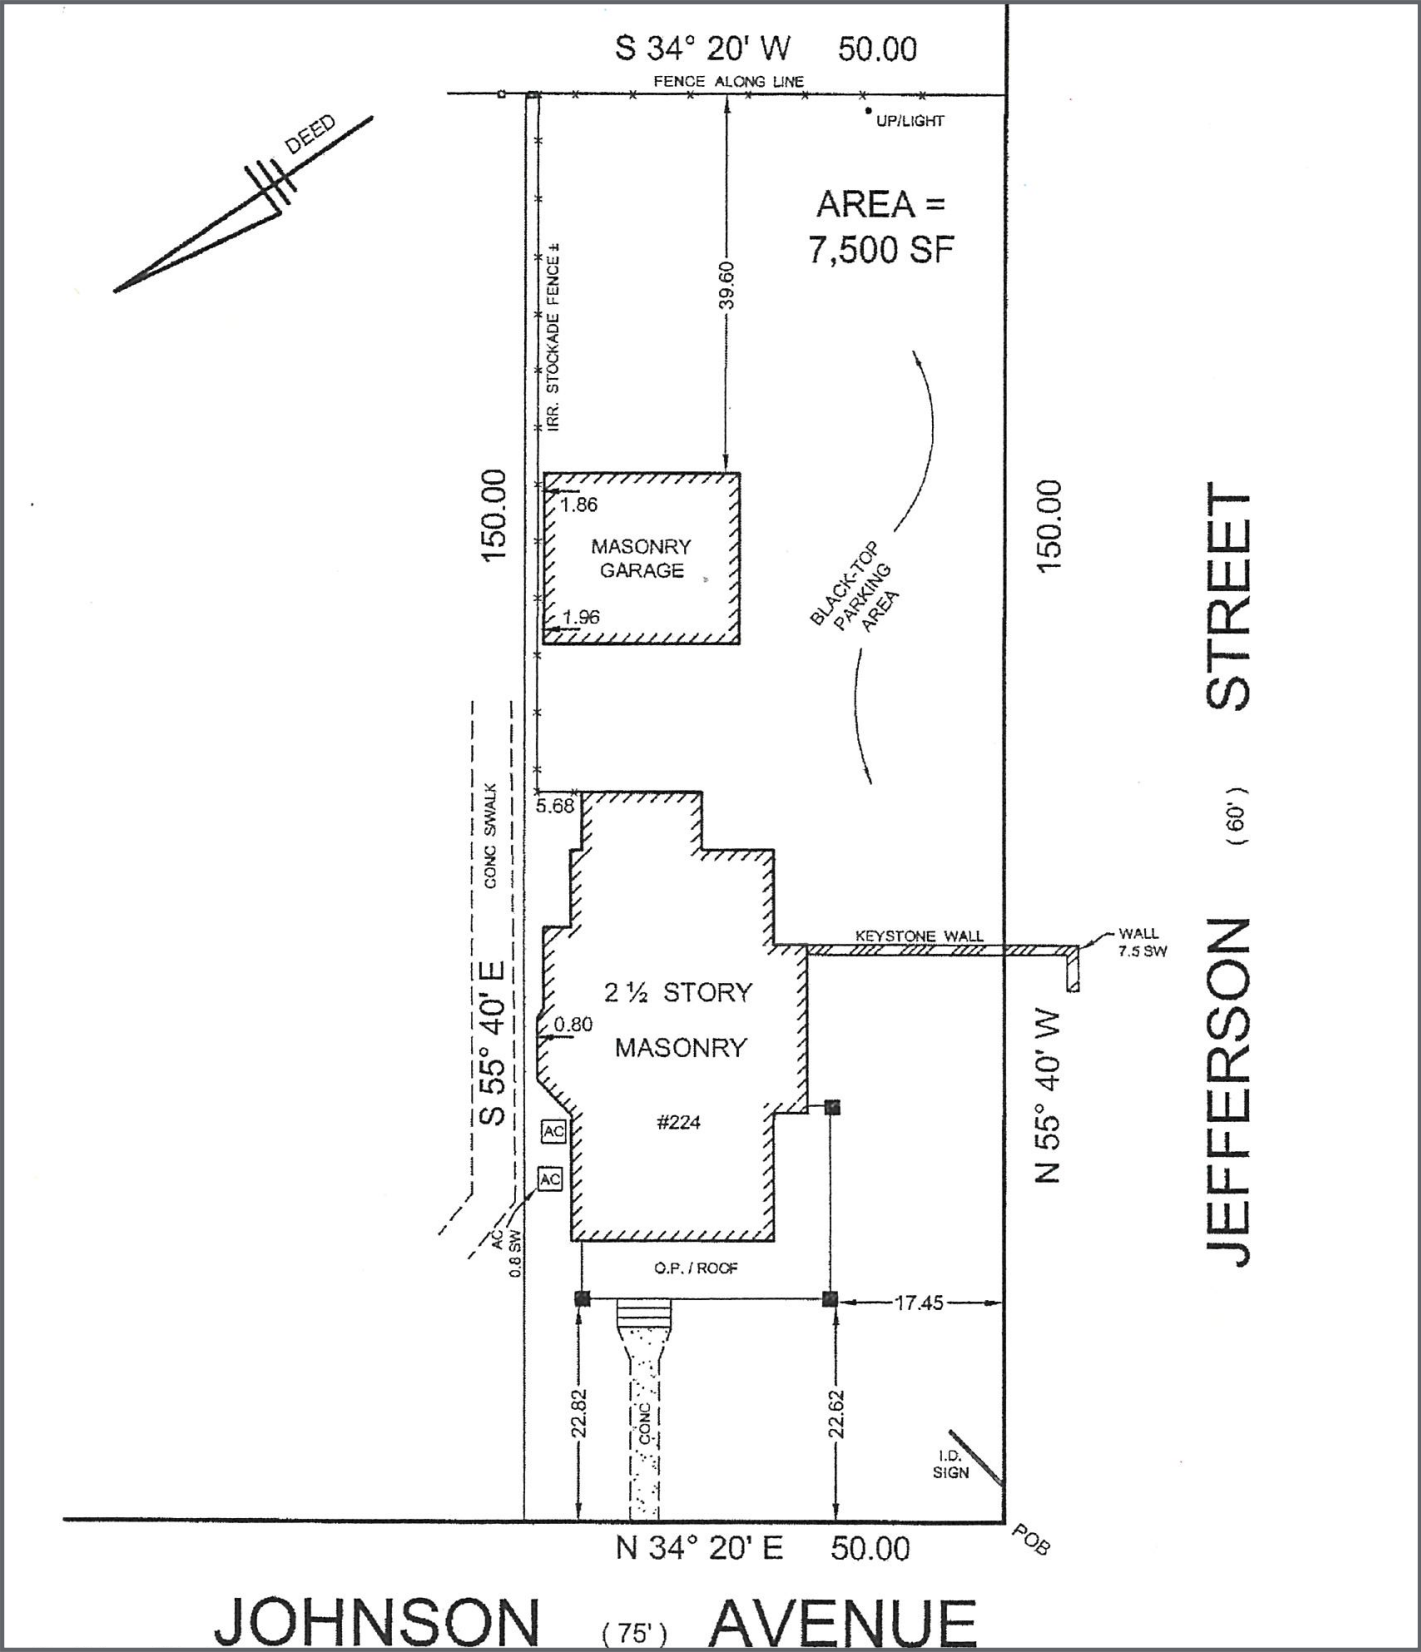 S 34° 20' W 50.00
FENCE ALONG LINE
UP/LIGHT
DEED
AREA =
7,500 SF
39.60
IRR. STOCKADE FENCE ±
150.00
150.00
1.86
MASONRY
GARAGE
1.96
BLACK-TOP
PARKING
AREA
STREET
(60')
JEFFERSON
5.68
CONC S/WALK
KEYSTONE WALL
WALL
7.5 SW
2 ½ STORY
MASONRY
#224
0.80
S 55° 40' E
N 55° 40' W
AC
AC
AC
0.8 SW
O.P. / ROOF
17.45
22.82
CONC
22.62
I.D.
SIGN
POB
N 34° 20' E 50.00
JOHNSON (75') AVENUE